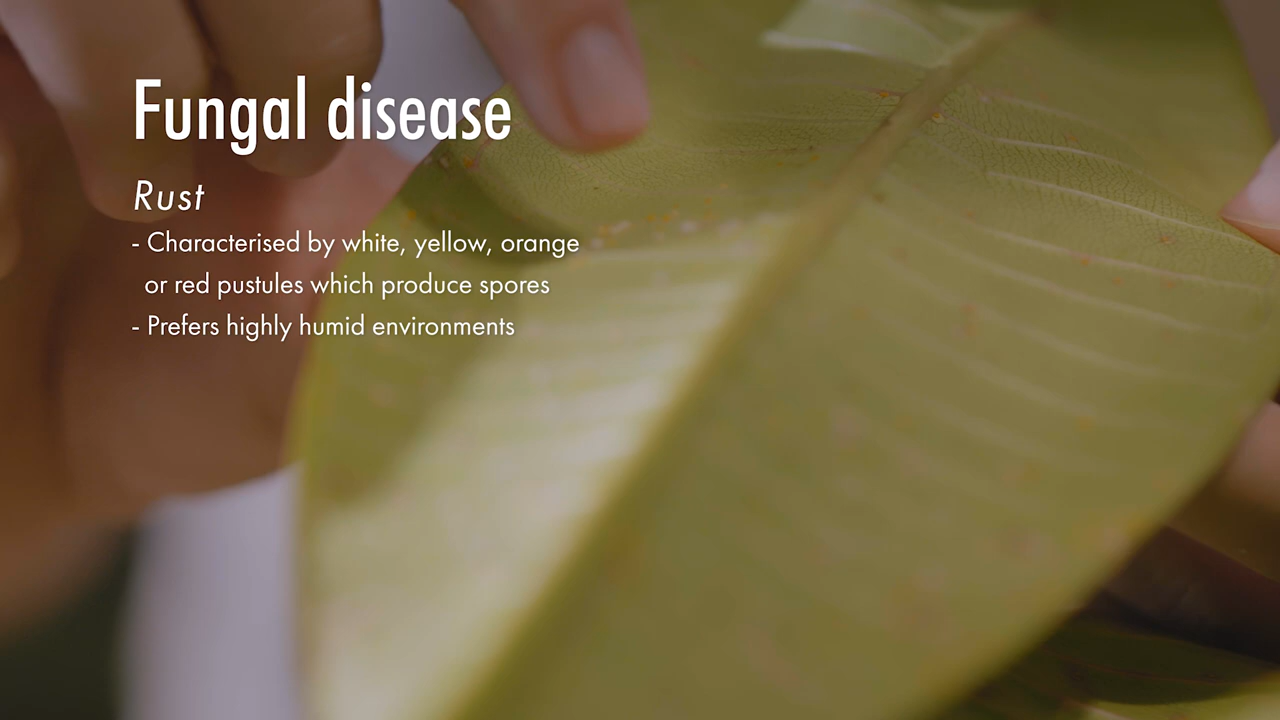 Fungal disease
Rust
- Characterised by white, yellow, orange
or red pustules which produce spores
- Prefers highly humid environments